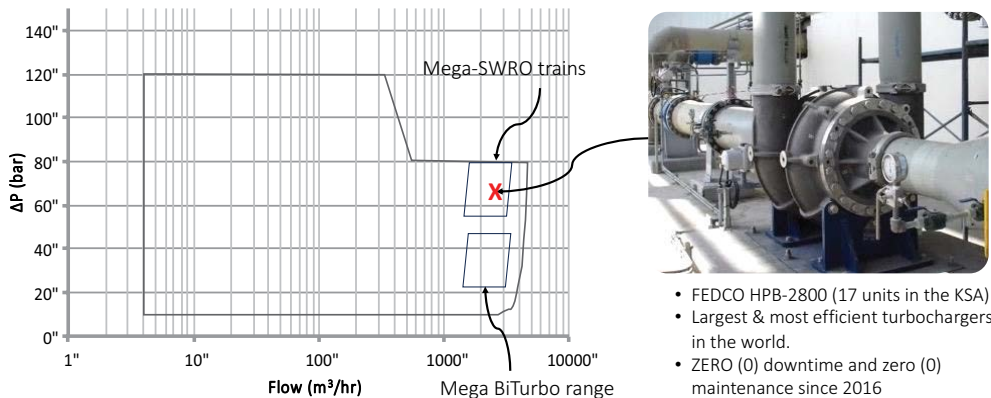 140"
120"
100"
80"
60"
40"
20"
0"
ΔP (bar)
1"
10"
100"
1000"
10000"
Flow (m³/hr)
Mega-SWRO trains
X
Mega BiTurbo range
• FEDCO HPB-2800 (17 units in the KSA)
• Largest & most efficient turbochargers
in the world.
• ZERO (0) downtime and zero (0)
maintenance since 2016